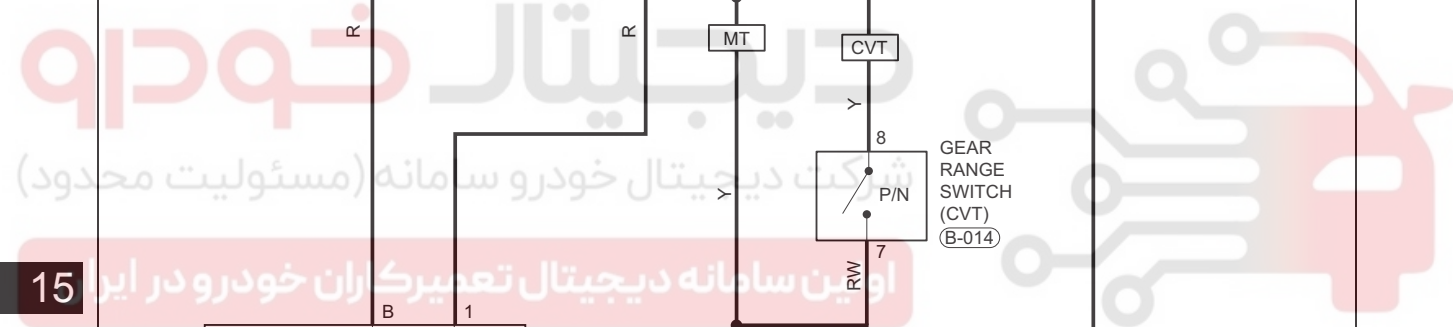 دیجیتال خودرو
R
R
MT
CVT
Y
8
GEAR
RANGE
SWITCH
(CVT)
B-014
P/N
Y
شرکت دیجیتال خودرو سامانه (مسئولیت محدود)
7
RW
اولین سامانه دیجیتال تعمیرکاران خودرو در ایران
15
B
1